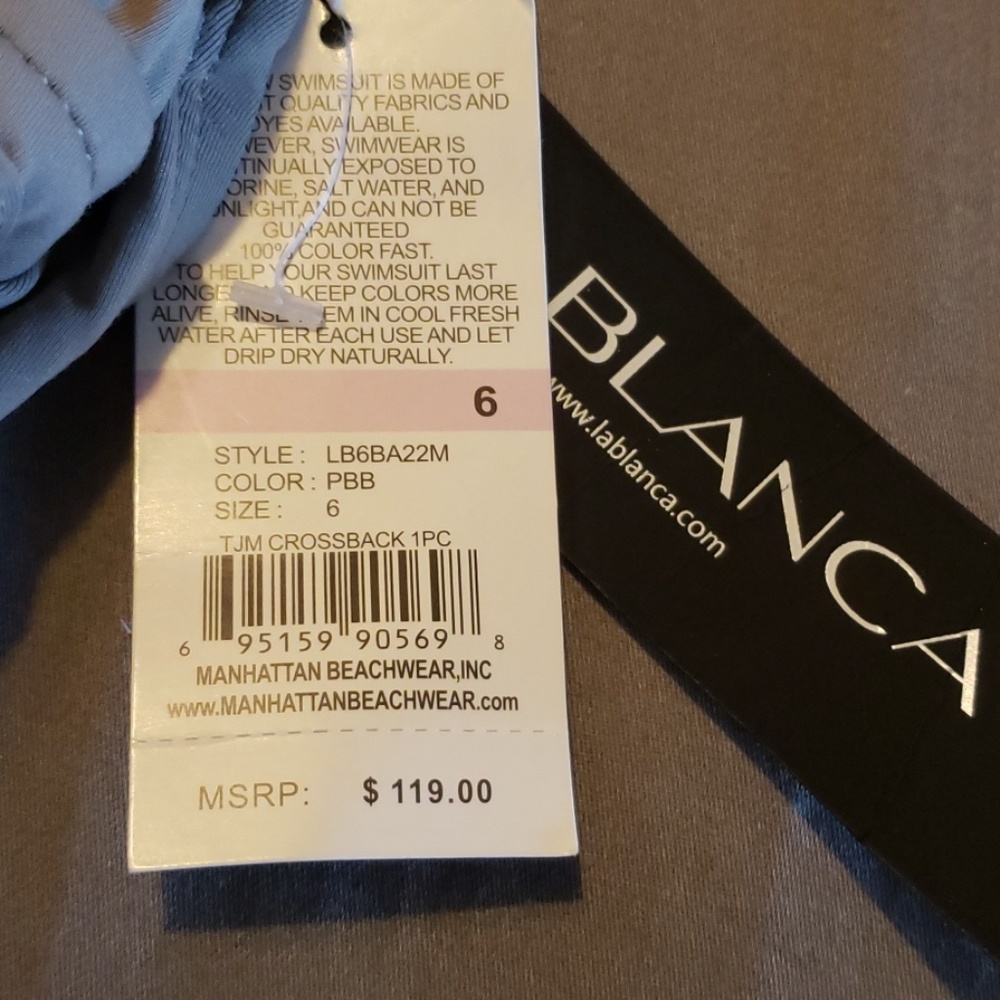 SWIMSUIT IS MADE OF
QUALITY FABRICS AND
DYES AVAILABLE.
SWIMWEAR IS
EXPOSED TO
SALT WATER, AND
AND CAN NOT BE
GUARANTEED
100% COLOR FAST.
TO HELP YOUR SWIMSUIT LAST
KEEP COLORS MORE
ALIVE, IN COOL FRESH
WATER AFTER EACH USE AND LET
DRIP DRY NATURALLY.
6
STYLE : LB6BA22M
COLOR : PBB
SIZE : 6
TJM CROSSBACK 1PC
6 95159 90569 8
MANHATTAN BEACHWEAR,INC
www.MANHATTANBEACHWEAR.com
MSRP: $ 119.00
BLANCA
www.lablanca.com